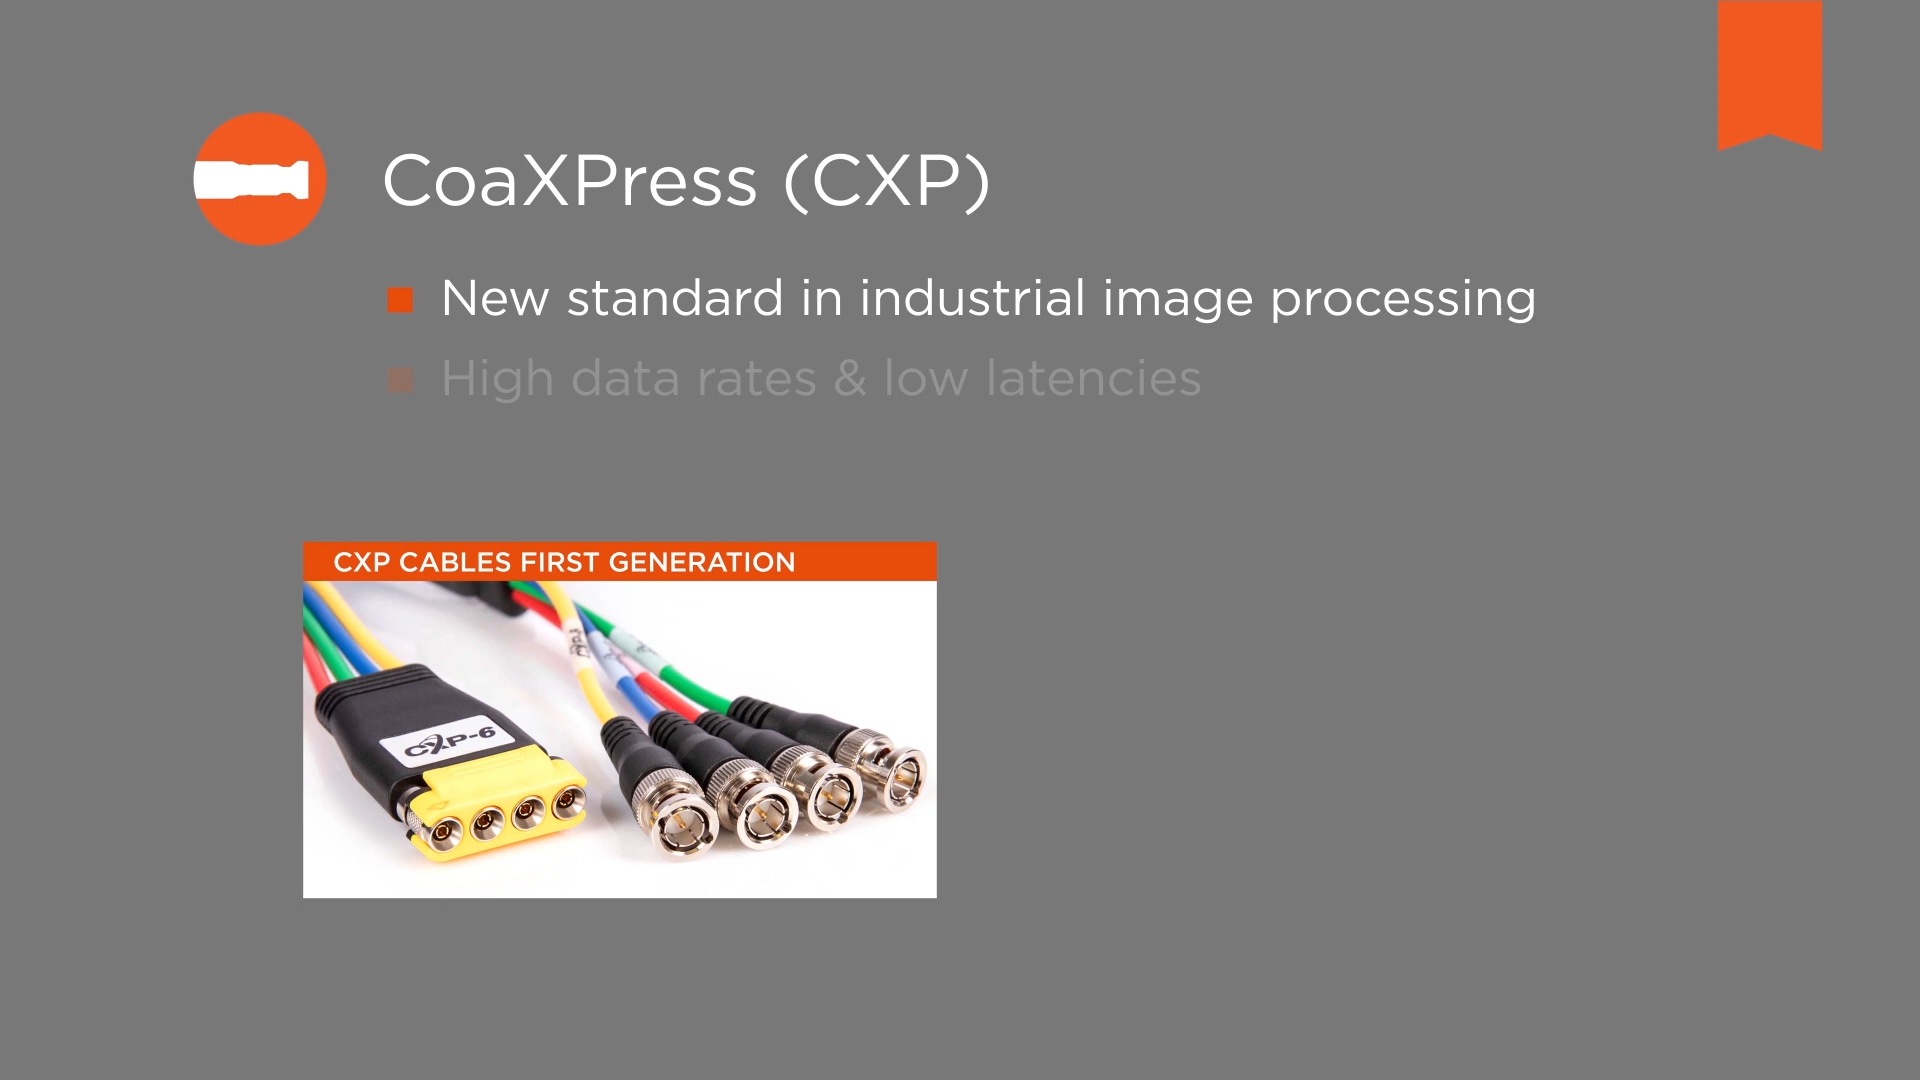 CoaXPress (CXP)
New standard in industrial image processing
High data rates & low latencies
CXP CABLES FIRST GENERATION
CXP-6